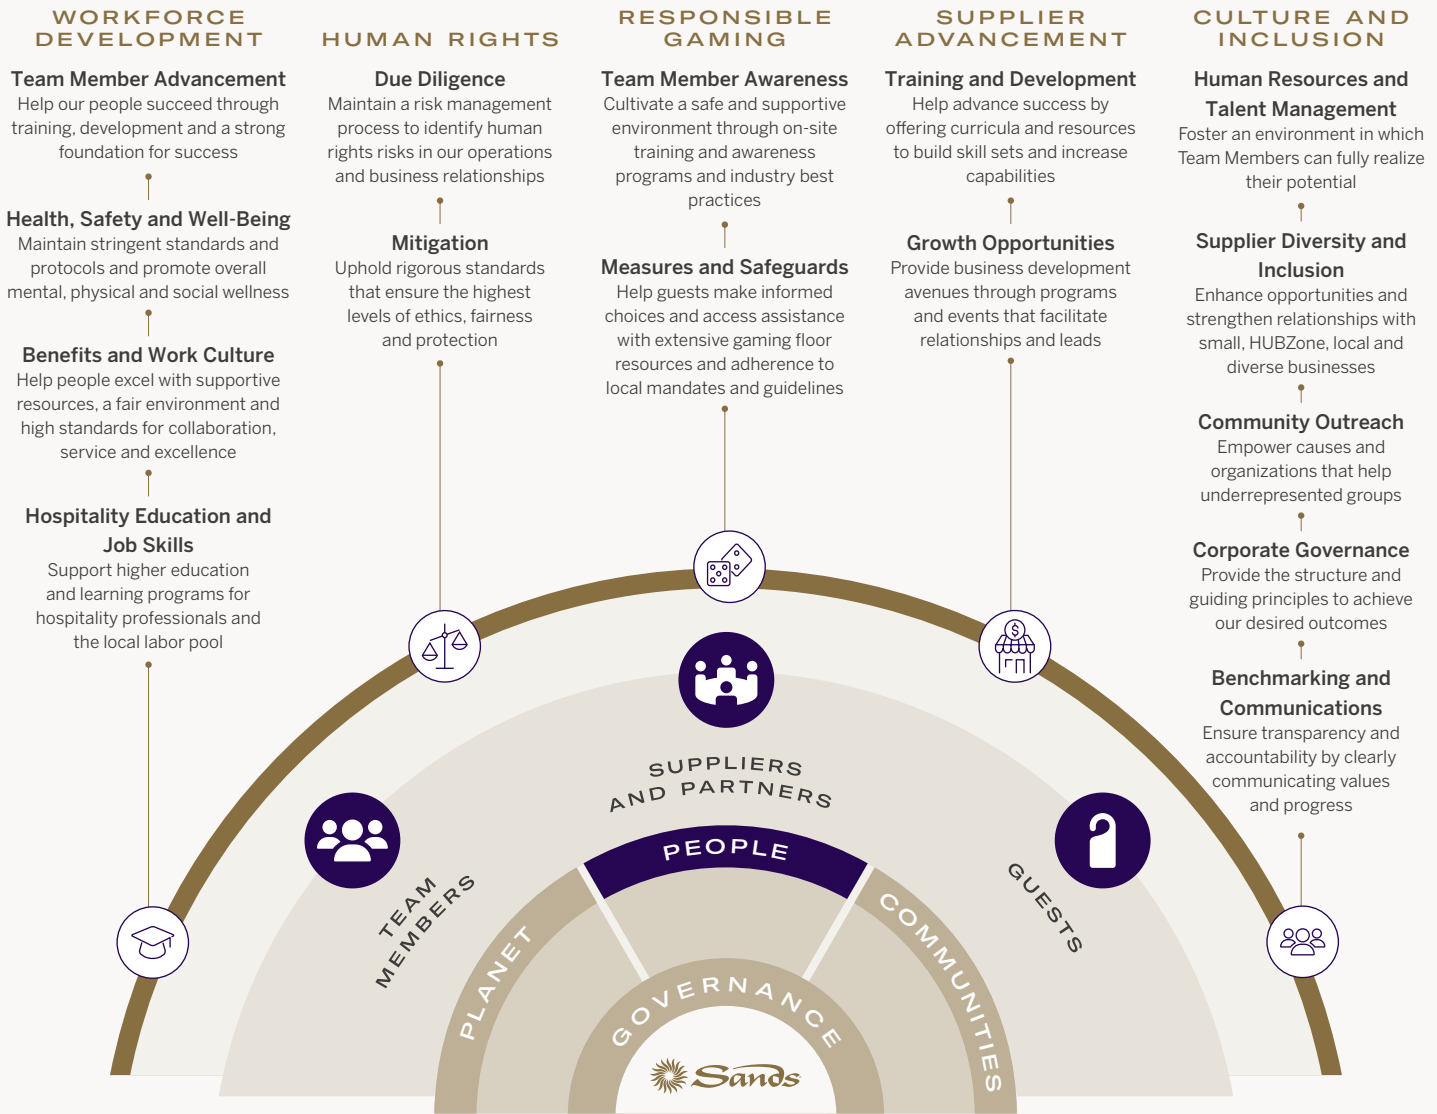 WORKFORCE
DEVELOPMENT
Team Member Advancement
Help our people succeed through
training, development and a strong
foundation for success
Health, Safety and Well-Being
Maintain stringent standards and
protocols and promote overall
mental, physical and social wellness
Benefits and Work Culture
Help people excel with supportive
resources, a fair environment and
high standards for collaboration,
service and excellence
Hospitality Education and
Job Skills
Support higher education
and learning programs for
hospitality professionals and
the local labor pool
HUMAN RIGHTS
Due Diligence
Maintain a risk management
process to identify human
rights risks in our operations
and business relationships
Mitigation
Uphold rigorous standards
that ensure the highest
levels of ethics, fairness
and protection
RESPONSIBLE
GAMING
Team Member Awareness
Cultivate a safe and supportive
environment through on-site
training and awareness
programs and industry best
practices
Measures and Safeguards
Help guests make informed
choices and access assistance
with extensive gaming floor
resources and adherence to
local mandates and guidelines
SUPPLIER
ADVANCEMENT
Training and Development
Help advance success by
offering curricula and resources
to build skill sets and increase
capabilities
Growth Opportunities
Provide business development
avenues through programs
and events that facilitate
relationships and leads
CULTURE AND
INCLUSION
Human Resources and
Talent Management
Foster an environment in which
Team Members can fully realize
their potential
Supplier Diversity and
Inclusion
Enhance opportunities and
strengthen relationships with
small, HUBZone, local and
diverse businesses
Community Outreach
Empower causes and
organizations that help
underrepresented groups
Corporate Governance
Provide the structure and
guiding principles to achieve
our desired outcomes
Benchmarking and
Communications
Ensure transparency and
accountability by clearly
communicating values
and progress
$
TEAM
MEMBERS
SUPPLIERS
AND PARTNERS
GUESTS
PLANET
PEOPLE
COMMUNITIES
GOVERNANCE
Sands